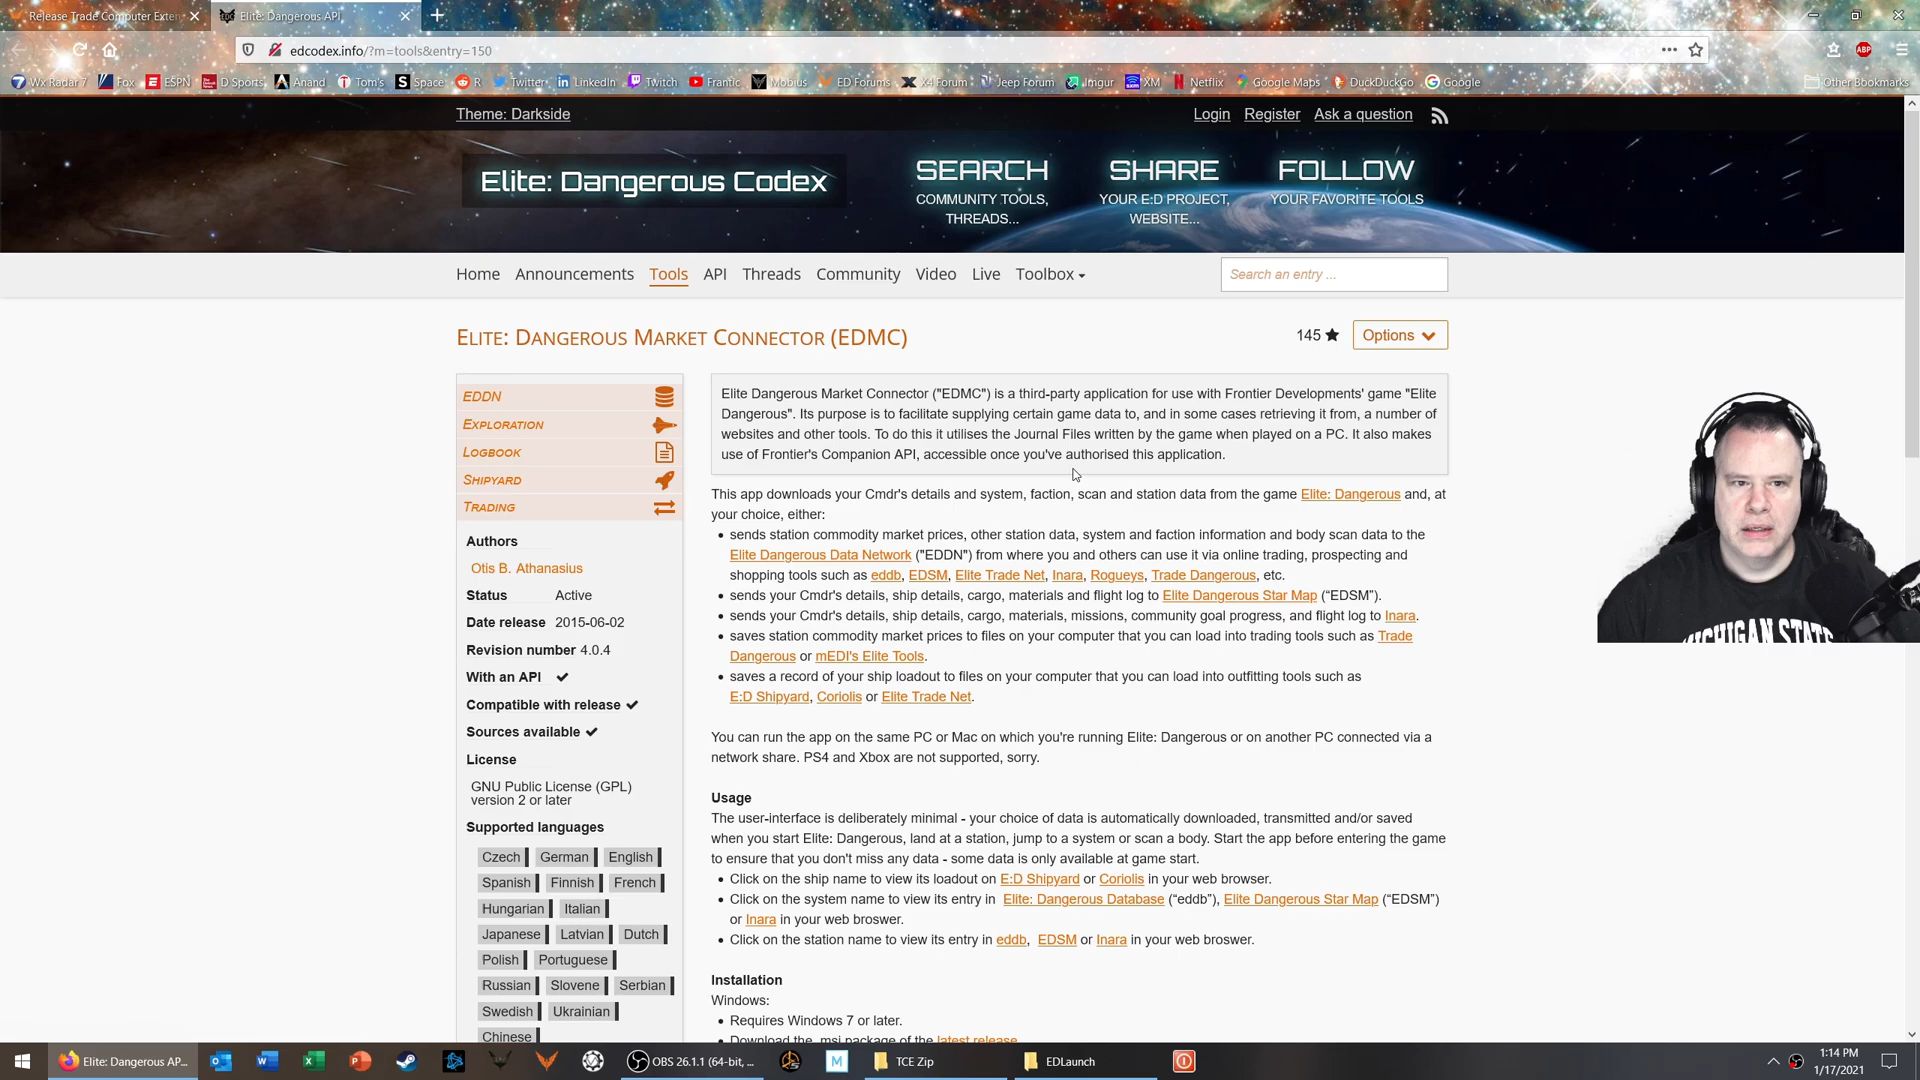 Release Trade Computer Exten
Elite: Dangerous API
edcodex.info/?m=tools&entry=150
Wx Radar 7 Fox ESPN D Sports Anand Tom's Space R Twitter LinkedIn Twitch Frantic Mobius ED Forums X4 Forum Jeep Forum Imgur XM Netflix Google Maps DuckDuckGo Google Other Bookmarks
Theme: Darkside
Login Register Ask a question
Elite: Dangerous Codex
SEARCH
COMMUNITY TOOLS,
THREADS...
SHARE
YOUR E:D PROJECT,
WEBSITE...
FOLLOW
YOUR FAVORITE TOOLS
Home Announcements Tools API Threads Community Video Live Toolbox
Search an entry ...
ELITE: DANGEROUS MARKET CONNECTOR (EDMC)
145 Options
EDDN
EXPLORATION
LOGBOOK
SHIPYARD
TRADING
Authors
Otis B. Athanasius
Status Active
Date release 2015-06-02
Revision number 4.0.4
With an API ✔
Compatible with release ✔
Sources available ✔
License
GNU Public License (GPL)
version 2 or later
Supported languages
Czech German English
Spanish Finnish French
Hungarian Italian
Japanese Latvian Dutch
Polish Portuguese
Russian Slovene Serbian
Swedish Ukrainian
Chinese
Elite Dangerous Market Connector ("EDMC") is a third-party application for use with Frontier Developments' game "Elite
Dangerous". Its purpose is to facilitate supplying certain game data to, and in some cases retrieving it from, a number of
websites and other tools. To do this it utilises the Journal Files written by the game when played on a PC. It also makes
use of Frontier's Companion API, accessible once you've authorised this application.
This app downloads your Cmdr's details and system, faction, scan and station data from the game Elite: Dangerous and, at
your choice, either:
• sends station commodity market prices, other station data, system and faction information and body scan data to the
Elite Dangerous Data Network ("EDDN") from where you and others can use it via online trading, prospecting and
shopping tools such as eddb, EDSM, Elite Trade Net, Inara, Rogueys, Trade Dangerous, etc.
• sends your Cmdr's details, ship details, cargo, materials and flight log to Elite Dangerous Star Map (“EDSM”).
• sends your Cmdr's details, ship details, cargo, materials, missions, community goal progress, and flight log to Inara.
• saves station commodity market prices to files on your computer that you can load into trading tools such as Trade
Dangerous or mEDI's Elite Tools.
• saves a record of your ship loadout to files on your computer that you can load into outfitting tools such as
E:D Shipyard, Coriolis or Elite Trade Net.
You can run the app on the same PC or Mac on which you're running Elite: Dangerous or on another PC connected via a
network share. PS4 and Xbox are not supported, sorry.
Usage
The user-interface is deliberately minimal - your choice of data is automatically downloaded, transmitted and/or saved
when you start Elite: Dangerous, land at a station, jump to a system or scan a body. Start the app before entering the game
to ensure that you don't miss any data - some data is only available at game start.
• Click on the ship name to view its loadout on E:D Shipyard or Coriolis in your web browser.
• Click on the system name to view its entry in Elite: Dangerous Database (“eddb”), Elite Dangerous Star Map (“EDSM”)
or Inara in your web broswer.
• Click on the station name to view its entry in eddb, EDSM or Inara in your web broswer.
Installation
Windows:
• Requires Windows 7 or later.
• Download the .msi package of the latest release.
MICHIGAN STATE
Elite: Dangerous AP...
OBS 26.1.1 (64-bit, ...
TCE Zip
EDLaunch
1:14 PM
1/17/2021